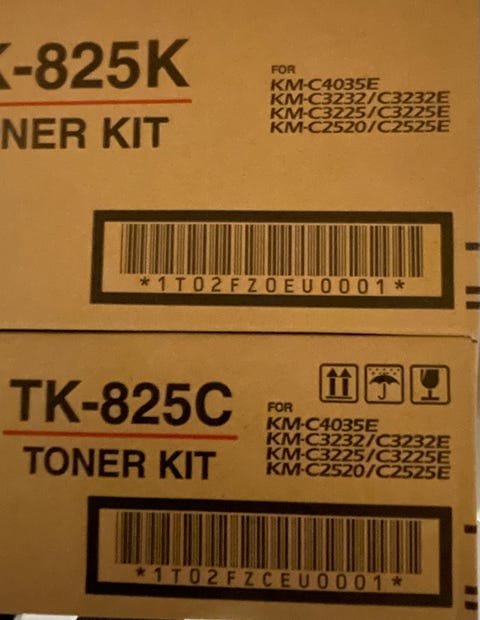 K-825K
NER KIT
FOR
KM-C4035E
KM-C3232/C3232E
KM-C3225/C3225E
KM-C2520/C2525E
*1T02FZ0EU0001*
TK-825C
TONER KIT
FOR
KM-C4035E
KM-C3232/C3232E
KM-C3225/C3225E
KM-C2520/C2525E
*1T02FZCEU0001*